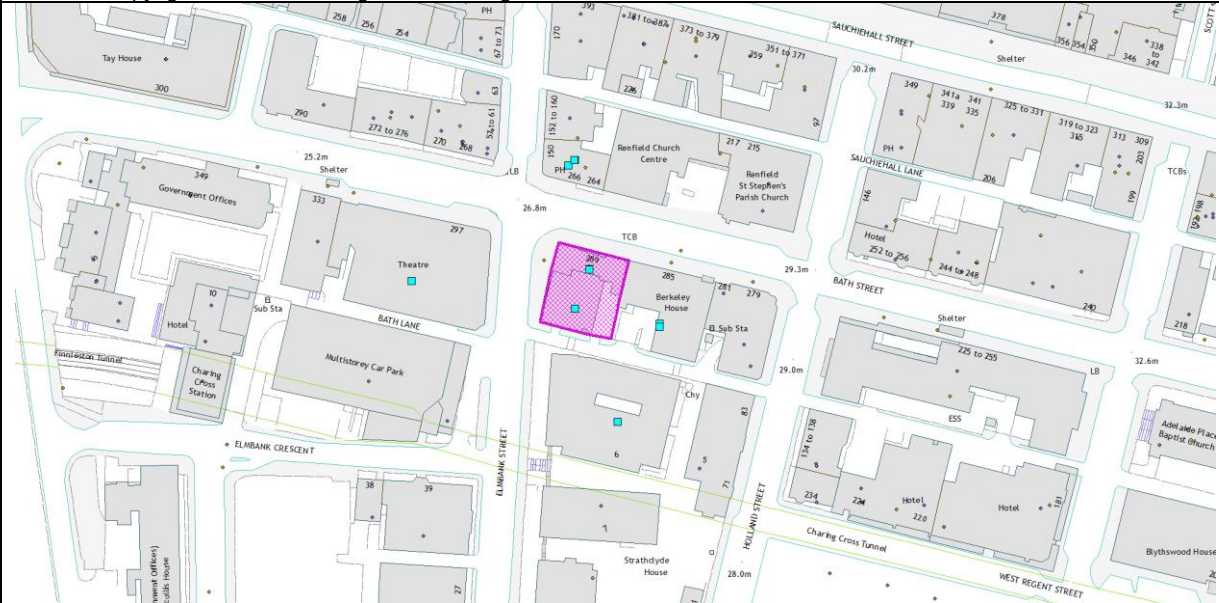 258
256
254
PH
67 to 73
Tay House
300
290
272 to 276
270
268
63
57 to 61
393
381 to 387
373 to 379
359
351 to 371
170
226
97
SAUCHIEHALL STREET
378
Shelter
356
354
350
346
338
to
342
30.2m
32.3m
349
341a
339
341
335
325 to 331
319 to 323
315
313
309
203
199
PH
206
SAUCHIEHALL LANE
TCBs
192
198
152 to 160
150
PH
266
264
Renfield Church
Centre
217
215
Renfield
St Stephen's
Parish Church
146
Hotel
252 to 256
244 to 248
240
218
25.2m
Shelter
LB
26.8m
349
Government Offices
333
297
Theatre
TCB
289
285
Berkeley
House
281
279
El Sub Sta
29.3m
BATH STREET
Shelter
225 to 255
LB
32.6m
10
Hotel
El
Sub Sta
BATH LANE
Finnieston Tunnel
Charing
Cross
Station
Multistorey Car Park
Chy
29.0m
ESS
Adelaide Place
Baptist Church
ELMBANK CRESCENT
ELMBANK STREET
6
5
83
71
134 to 138
234
224
220
Hotel
Hotel
181
38
39
27
7
Strathclyde
House
HOLLAND STREET
28.0m
Charing Cross Tunnel
WEST REGENT STREET
Blythswood House